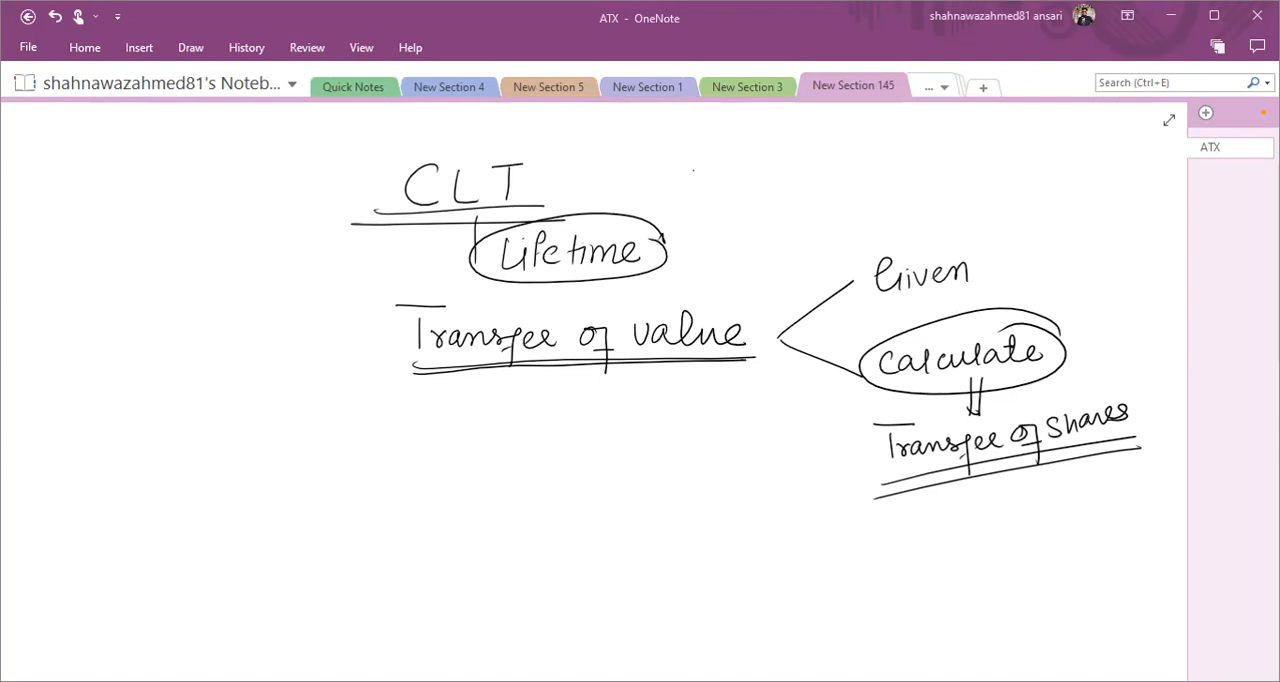 ATX - OneNote
shahnawazahmed81 ansari
File Home Insert Draw History Review View Help
shahnawazahmed81's Noteb...
Quick Notes New Section 4 New Section 5 New Section 1 New Section 3 New Section 145 ...
Search (Ctrl+E)
ATX
CLT
Lifetime
Given
Transfer of value
Calculate
Transfer of Shares